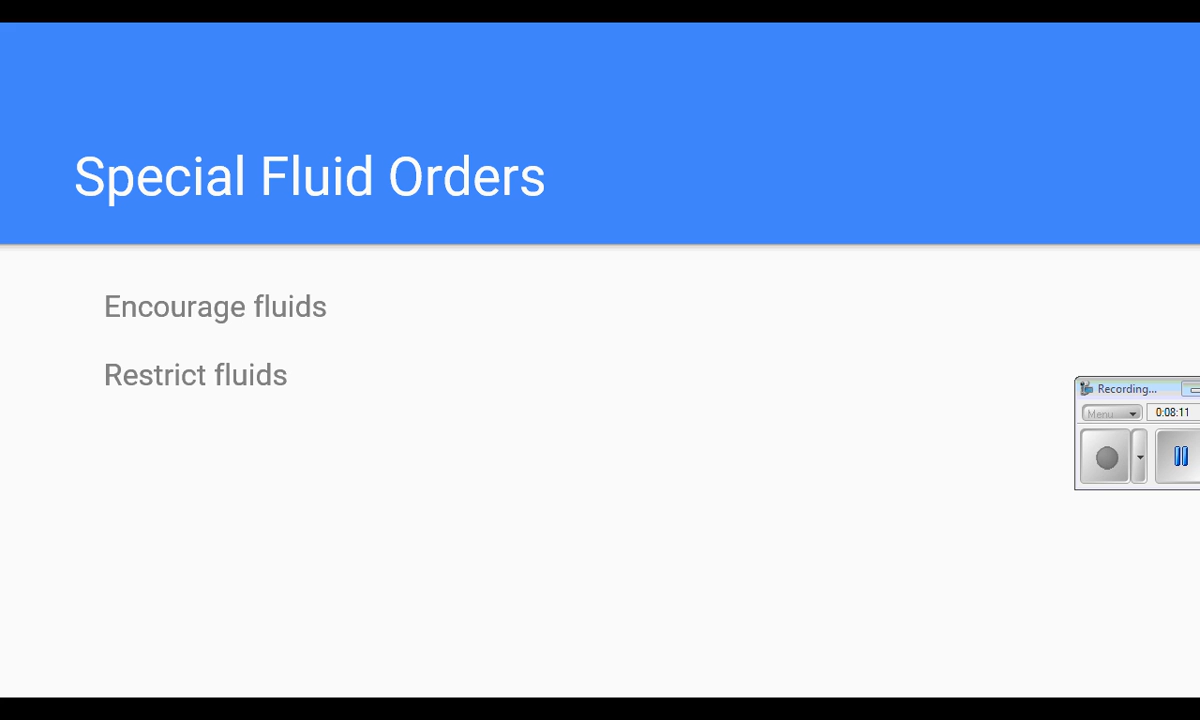 Special Fluid Orders
Encourage fluids
Restrict fluids
Recording...
Menu
0:08:11